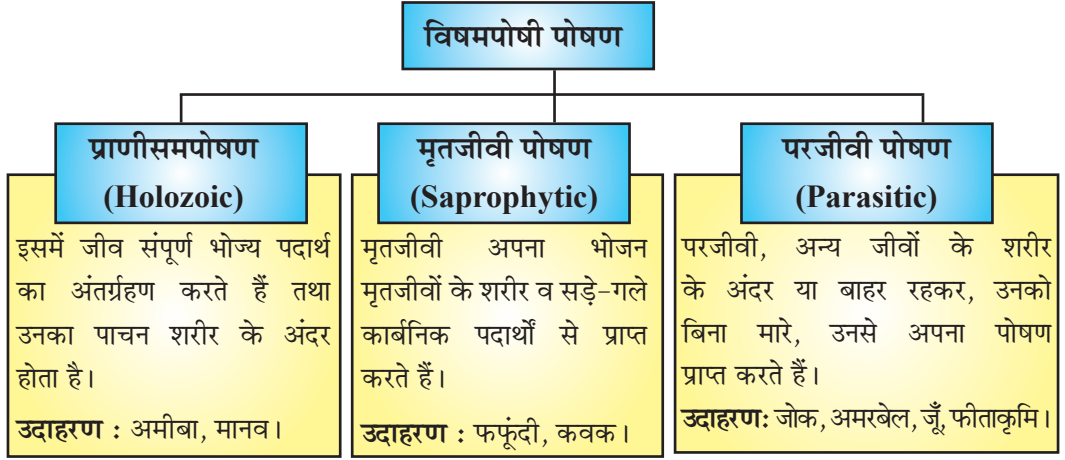 विषमपोषी पोषण
प्राणीसमपोषण
(Holozoic)
इसमें जीव संपूर्ण भोज्य पदार्थ
का अंतर्ग्रहण करते हैं तथा
उनका पाचन शरीर के अंदर
होता है।
उदाहरण : अमीबा, मानव।
मृतजीवी पोषण
(Saprophytic)
मृतजीवी अपना भोजन
मृतजीवों के शरीर व सड़े-गले
कार्बनिक पदार्थों से प्राप्त
करते हैं।
उदाहरण : फफूंदी, कवक।
परजीवी पोषण
(Parasitic)
परजीवी, अन्य जीवों के शरीर
के अंदर या बाहर रहकर, उनको
बिना मारे, उनसे अपना पोषण
प्राप्त करते हैं।
उदाहरण: जोक, अमरबेल, जूँ, फीताकृमि।